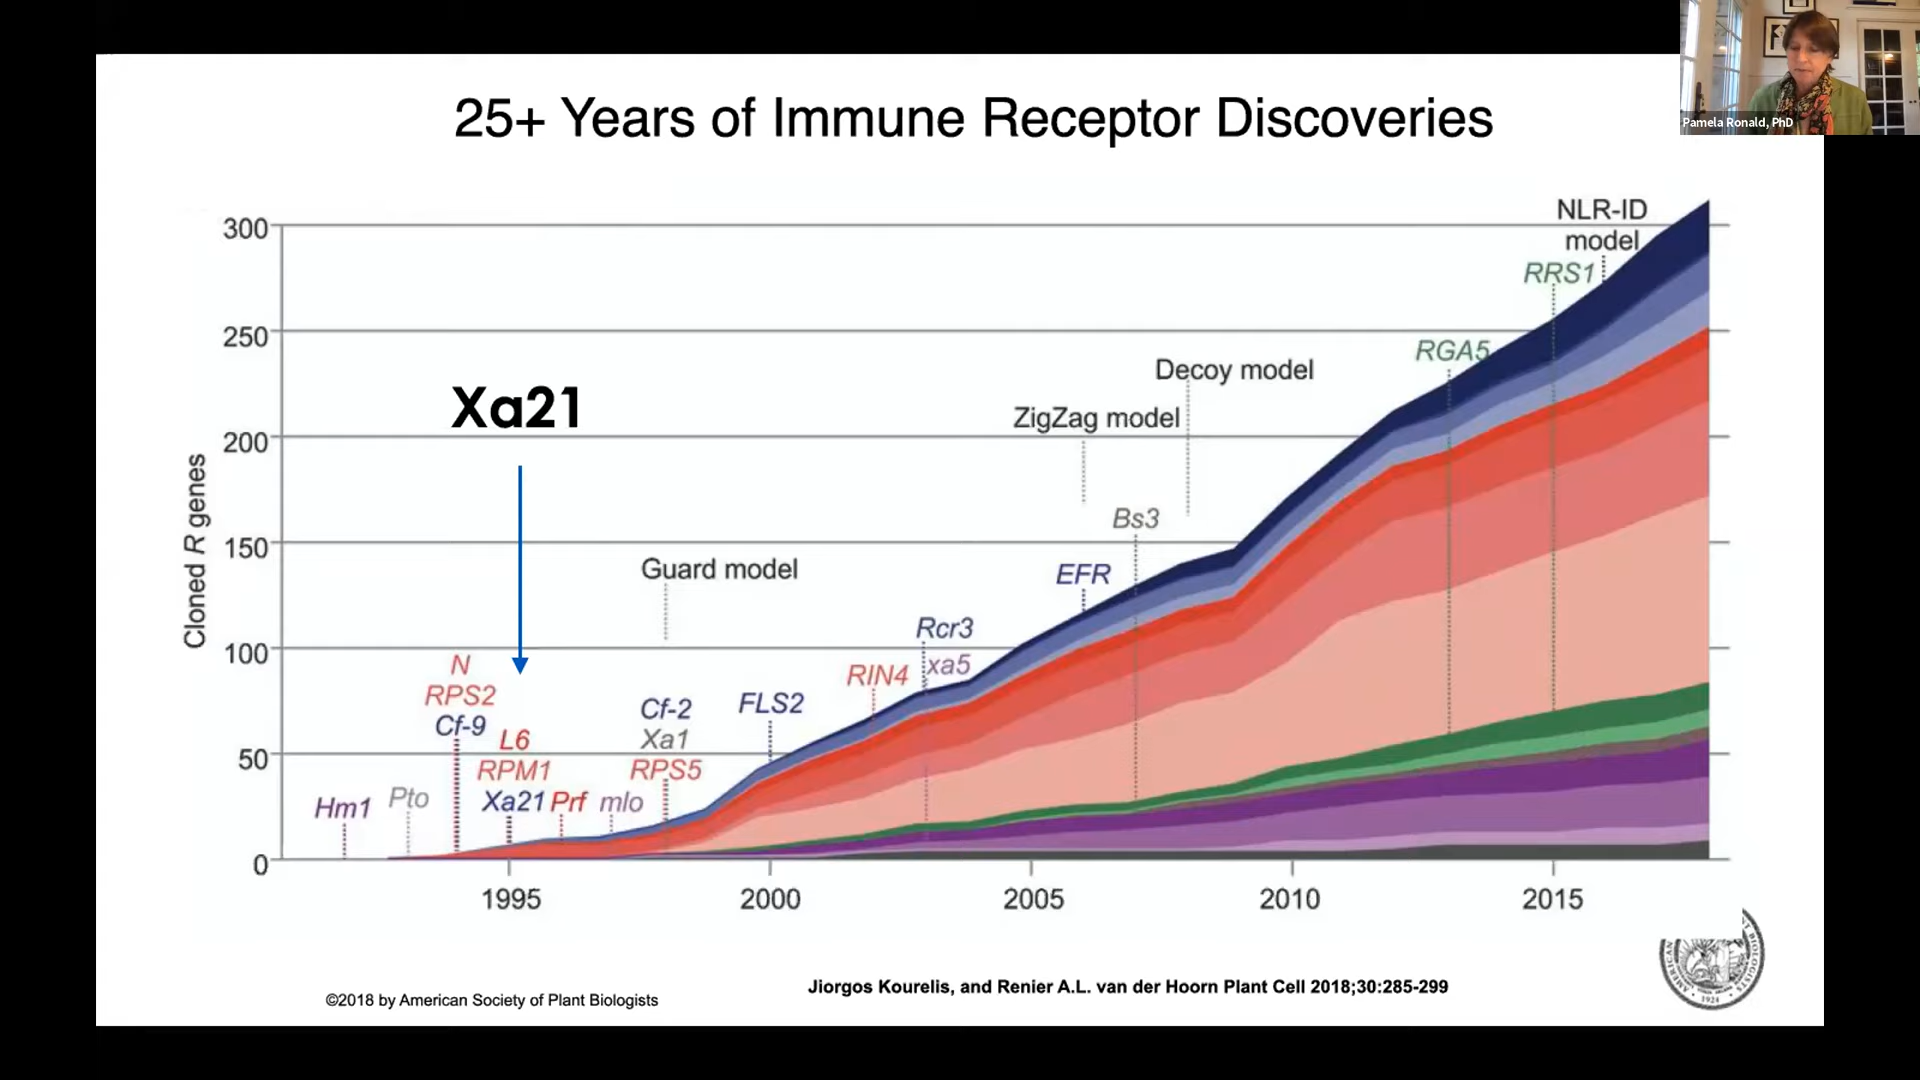 Pamela Ronald, PhD
25+ Years of Immune Receptor Discoveries
Cloned R genes
300
250
200
150
100
50
0
1995
2000
2005
2010
2015
Xa21
Hm1
Pto
N
RPS2
Cf-9
L6
RPM1
Xa21
Prf
mlo
Guard model
Cf-2
Xa1
RPS5
FLS2
RIN4
Rcr3
xa5
EFR
ZigZag model
Bs3
Decoy model
RGA5
RRS1
NLR-ID
model
©2018 by American Society of Plant Biologists
Jiorgos Kourelis, and Renier A.L. van der Hoorn Plant Cell 2018;30:285-299
AMERICAN
BIOLOGISTS
1924